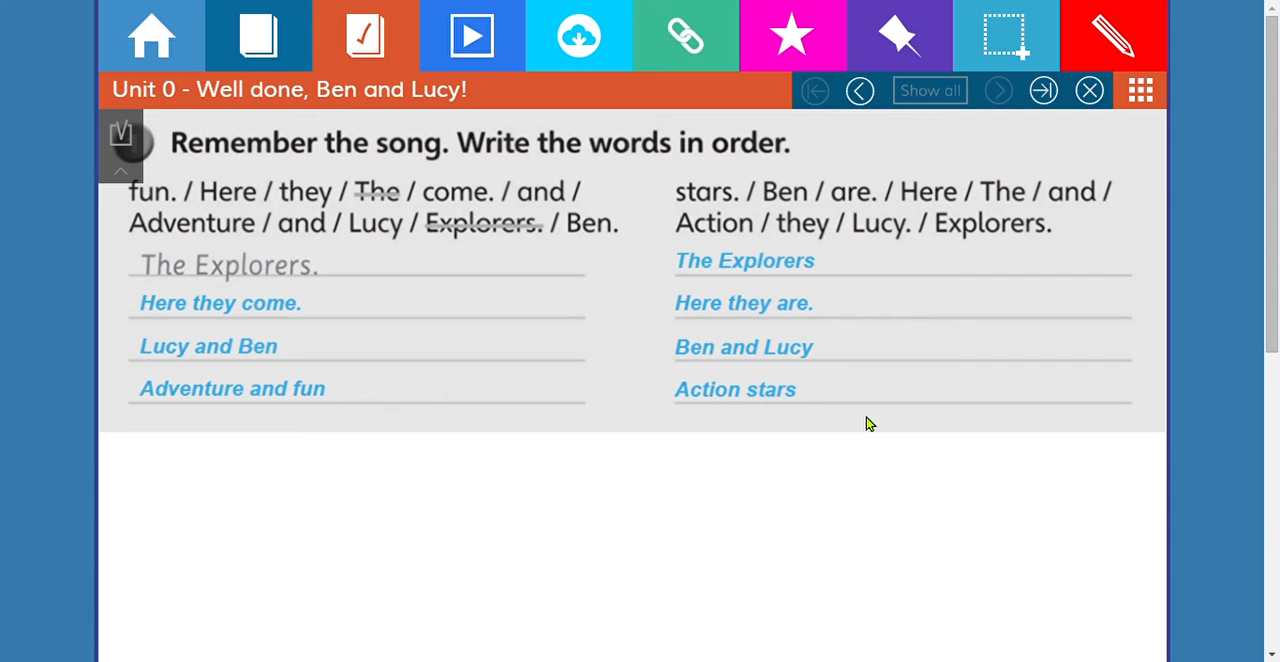 Unit 0 - Well done, Ben and Lucy!
Show all
Remember the song. Write the words in order.
fun. / Here / they / The / come. / and /
Adventure / and / Lucy / Explorers. / Ben.
The Explorers.
Here they come.
Lucy and Ben
Adventure and fun
stars. / Ben / are. / Here / The / and /
Action / they / Lucy. / Explorers.
The Explorers
Here they are.
Ben and Lucy
Action stars